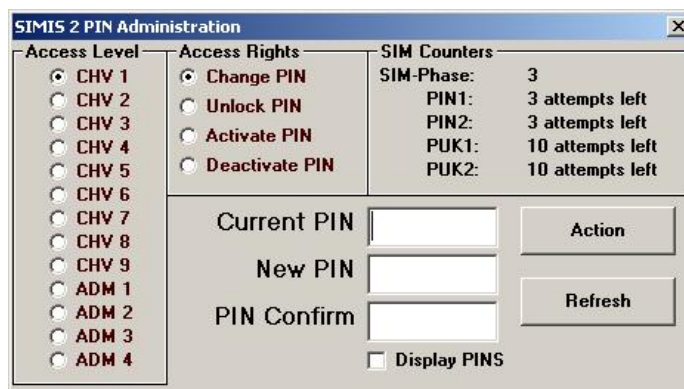 SIMIS 2 PIN Administration
Access Level
CHV 1
CHV 2
CHV 3
CHV 4
CHV 5
CHV 6
CHV 7
CHV 8
CHV 9
ADM 1
ADM 2
ADM 3
ADM 4
Access Rights
Change PIN
Unlock PIN
Activate PIN
Deactivate PIN
SIM Counters
SIM-Phase: 3
PIN1: 3 attempts left
PIN2: 3 attempts left
PUK1: 10 attempts left
PUK2: 10 attempts left
Current PIN
New PIN
PIN Confirm
Display PINS
Action
Refresh